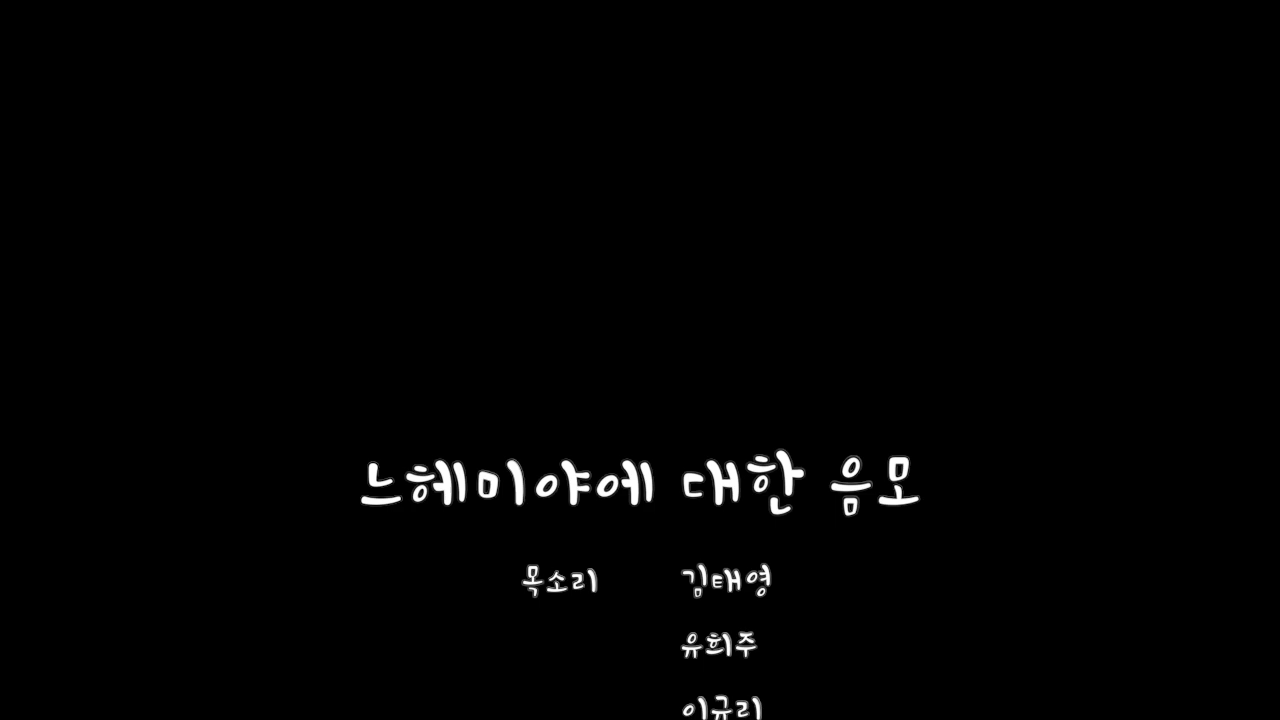 느헤미야에 대한 음모
목소리 김태영
유희주
이규리